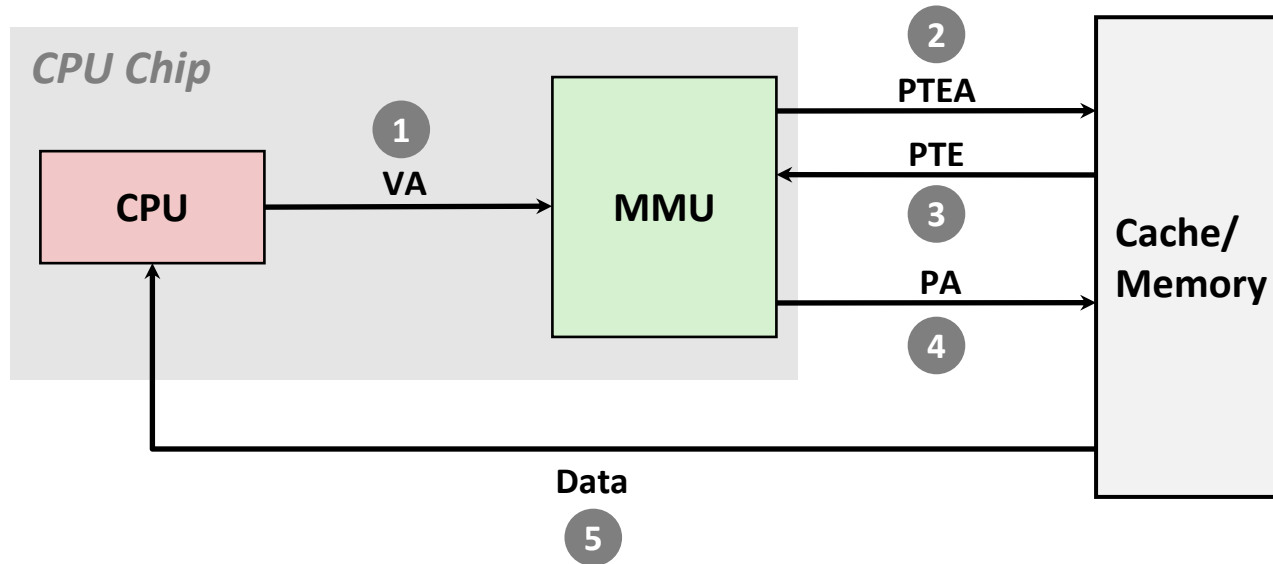 CPU Chip
2
PTEA
1
VA
PTE
CPU
MMU
3
Cache/
Memory
PA
4
Data
5